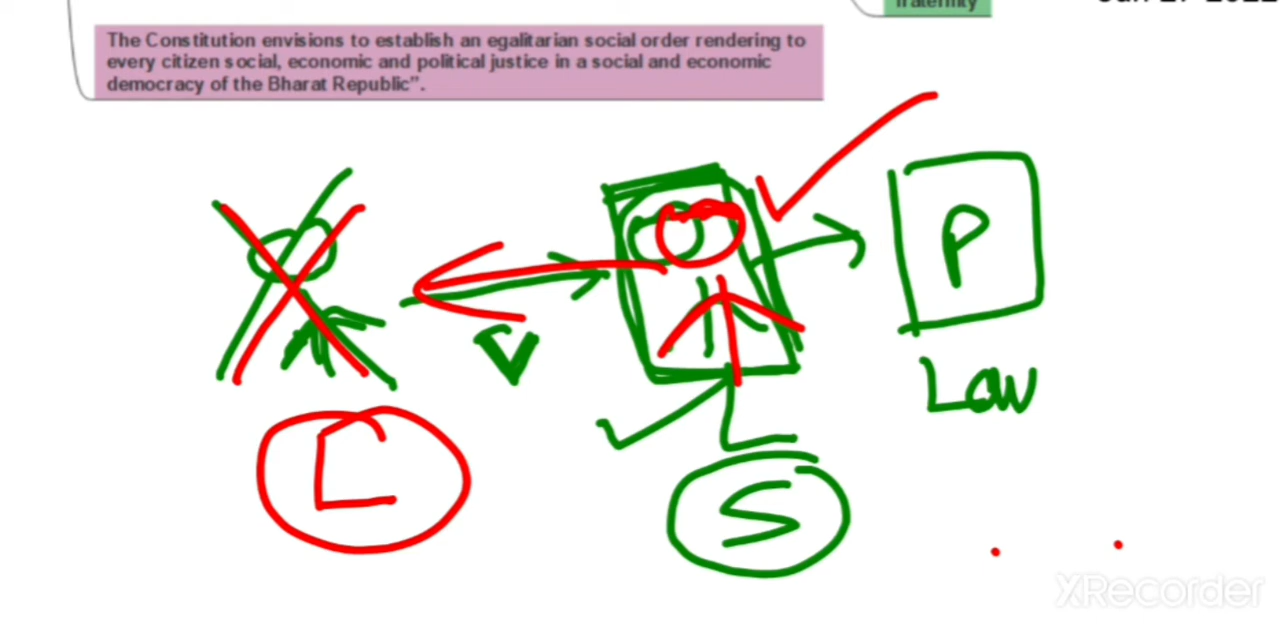 fraternity
The Constitution envisions to establish an egalitarian social order rendering to
every citizen social, economic and political justice in a social and economic
democracy of the Bharat Republic".
P
V
Law
S
XRecorder